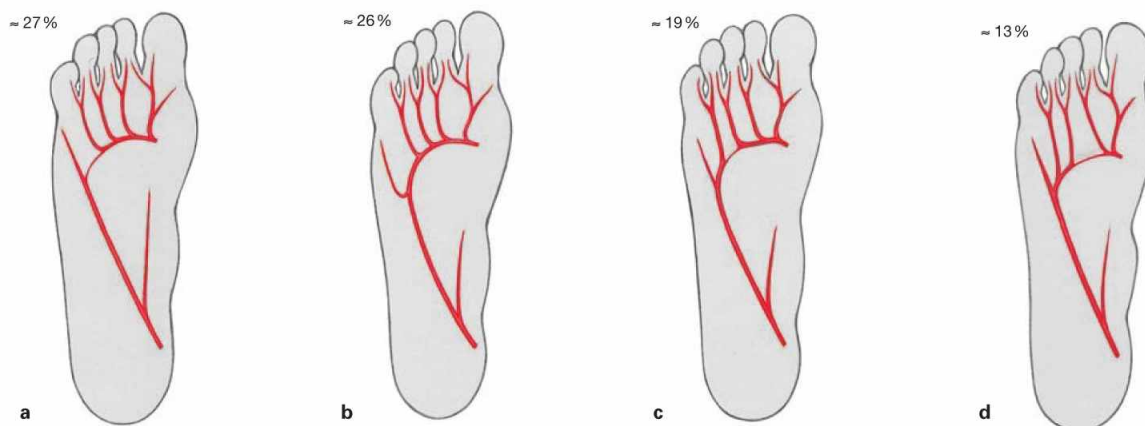 ≈ 27 %
≈ 26 %
≈ 19 %
≈ 13 %
a
b
c
d